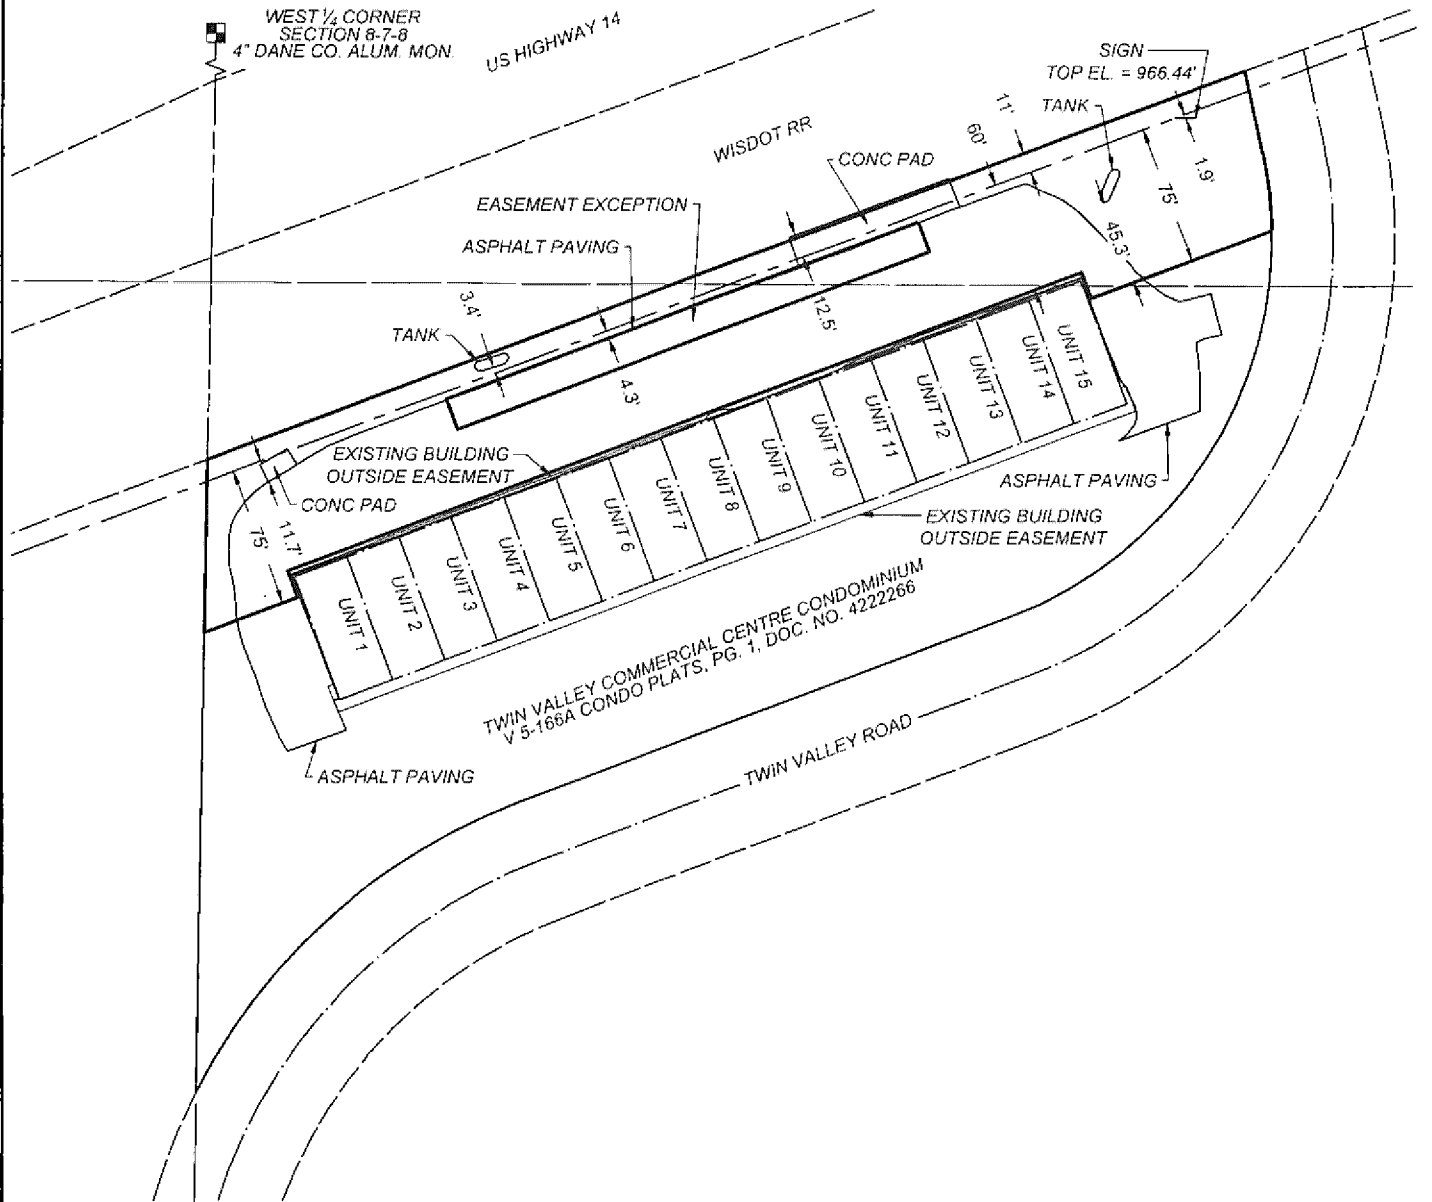 WEST ¼ CORNER
SECTION 8-7-8
4" DANE CO. ALUM. MON.
US HIGHWAY 14
SIGN
TOP EL. = 966.44'
TANK
11'
60'
WISDOT RR
CONC PAD
1.9'
75'
45.3'
EASEMENT EXCEPTION
ASPHALT PAVING
3.4'
TANK
12.5'
4.3'
EXISTING BUILDING
OUTSIDE EASEMENT
CONC PAD
75'
11.7'
UNIT 1
UNIT 2
UNIT 3
UNIT 4
UNIT 5
UNIT 6
UNIT 7
UNIT 8
UNIT 9
UNIT 10
UNIT 11
UNIT 12
UNIT 13
UNIT 14
UNIT 15
ASPHALT PAVING
EXISTING BUILDING
OUTSIDE EASEMENT
TWIN VALLEY COMMERCIAL CENTRE CONDOMINIUM
V 5-166A CONDO PLATS, PG. 1, DOC. NO. 4222266
TWIN VALLEY ROAD
ASPHALT PAVING